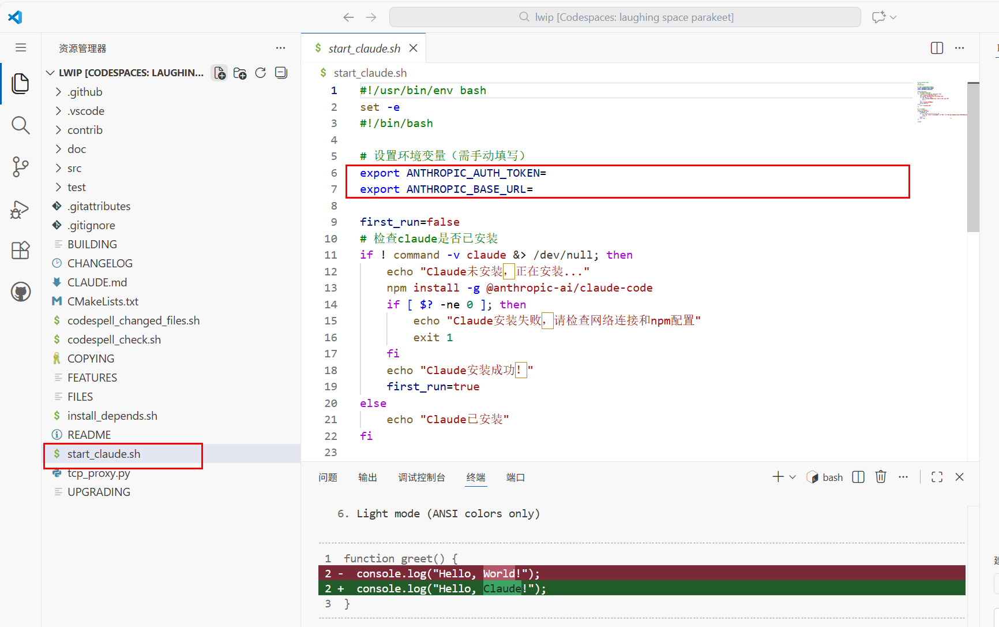 lwip [Codespaces: laughing space parakeet]
资源管理器
LWIP [CODESPACES: LAUGHIN...
.github
.vscode
contrib
doc
src
test
.gitattributes
.gitignore
BUILDING
CHANGELOG
CLAUDE.md
CMakeLists.txt
codespell_changed_files.sh
codespell_check.sh
COPYING
FEATURES
FILES
install_depends.sh
README
start_claude.sh
tcp_proxy.py
UPGRADING
$ start_claude.sh
$ start_claude.sh
1 #!/usr/bin/env bash
2 set -e
3 #!/bin/bash
4
5 # 设置环境变量（需手动填写）
6 export ANTHROPIC_AUTH_TOKEN=
7 export ANTHROPIC_BASE_URL=
8
9 first_run=false
10 # 检查claude是否已安装
11 if ! command -v claude &> /dev/null; then
12 echo "Claude未安装，正在安装..."
13 npm install -g @anthropic-ai/claude-code
14 if [ $? -ne 0 ]; then
15 echo "Claude安装失败，请检查网络连接和npm配置"
16 exit 1
17 fi
18 echo "Claude安装成功！"
19 first_run=true
20 else
21 echo "Claude已安装"
22 fi
23
问题 输出 调试控制台 终端 端口 bash
6. Light mode (ANSI colors only)
1 function greet() {
2 - console.log("Hello, World!");
2 + console.log("Hello, Claude!");
3 }